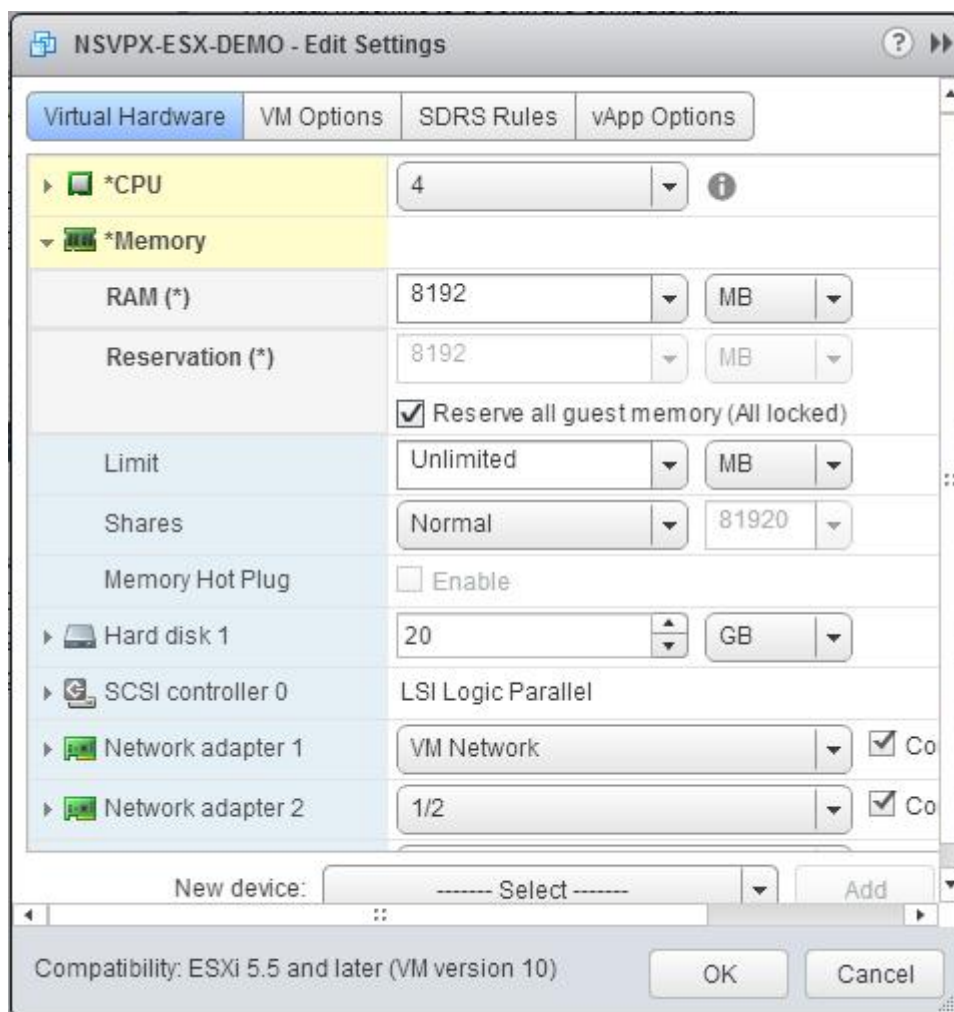 NSVPX-ESX-DEMO - Edit Settings ?
Virtual Hardware VM Options SDRS Rules vApp Options
*CPU 4
*Memory
RAM (*) 8192 MB
Reservation (*) 8192 MB
Reserve all guest memory (All locked)
Limit Unlimited MB
Shares Normal 81920
Memory Hot Plug Enable
Hard disk 1 20 GB
SCSI controller 0 LSI Logic Parallel
Network adapter 1 VM Network Co
Network adapter 2 1/2 Co
New device: ------- Select ------- Add
Compatibility: ESXi 5.5 and later (VM version 10) OK Cancel